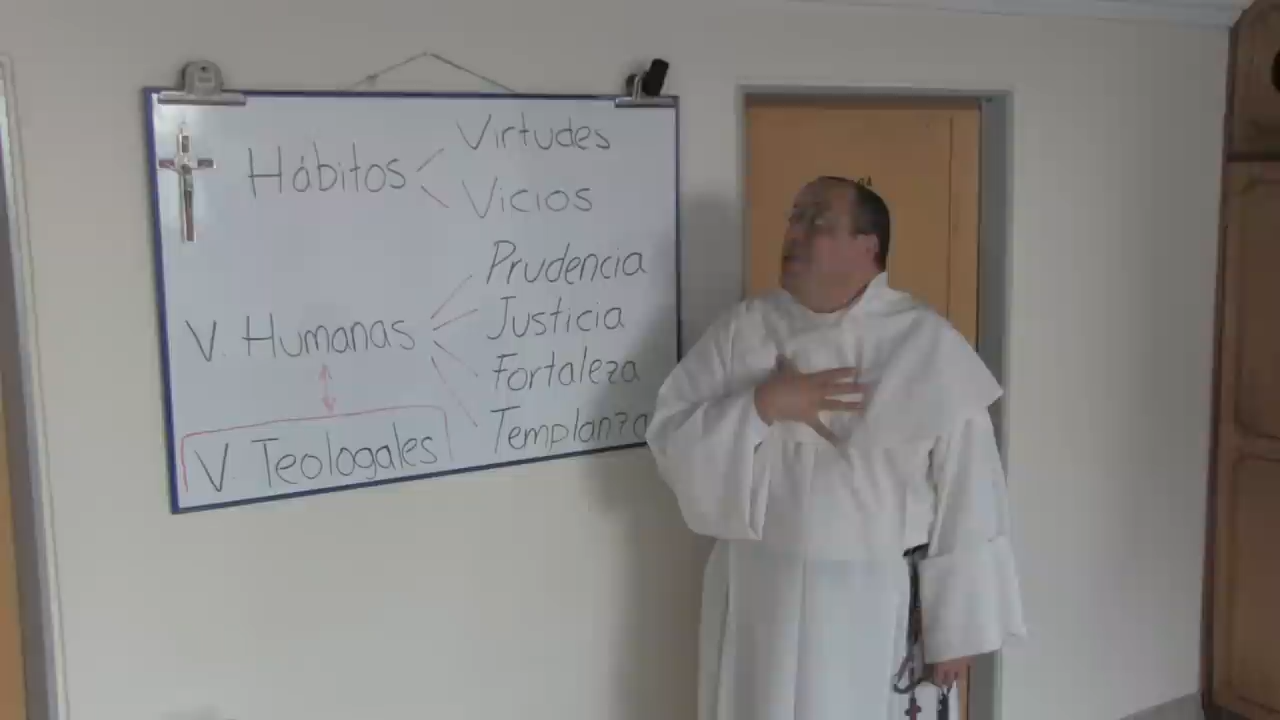 Hábitos
Virtudes
Vicios
V. Humanas
Prudencia
Justicia
Fortaleza
Templanza
V. Teologales